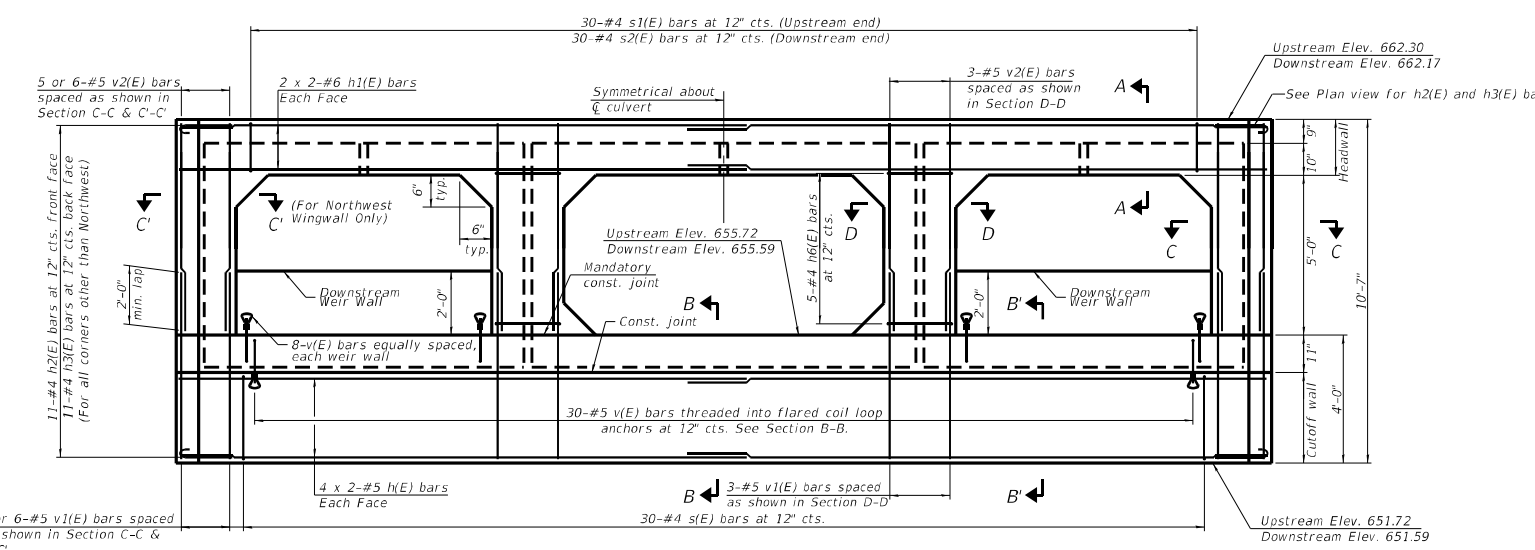 30-#4 s1(E) bars at 12" cts. (Upstream end)
30-#4 s2(E) bars at 12" cts. (Downstream end)
Upstream Elev. 662.30
Downstream Elev. 662.17
5 or 6-#5 v2(E) bars
spaced as shown in
Section C-C & C'-C'
2 x 2-#6 h1(E) bars
Each Face
Symmetrical about
℄ culvert
3-#5 v2(E) bars
spaced as shown
in Section D-D
A
See Plan view for h2(E) and h3(E) ba
9"
10"
Headwall
11-#4 h2(E) bars at 12" cts. front face
11-#4 h3(E) bars at 12" cts. back face
(For all corners other than Northwest)
C'
C'
(For Northwest
Wingwall Only)
6"
typ.
6"
typ.
5-#4 h6(E) bars
at 12" cts.
D
D
A
C
C
5'-0"
10'-7"
Upstream Elev. 655.72
Downstream Elev. 655.59
Mandatory
const. joint
2'-0"
min. lap
Downstream
Weir Wall
2'-0"
B
2'-0"
B'
Downstream
Weir Wall
Const. joint
8-v(E) bars equally spaced,
each weir wall
11"
4'-0"
Cutoff wall
30-#5 v(E) bars threaded into flared coil loop
anchors at 12" cts. See Section B-B.
4 x 2-#5 h(E) bars
Each Face
B
3-#5 v1(E) bars spaced
as shown in Section D-D
B'
30-#4 s(E) bars at 12" cts.
r 6-#5 v1(E) bars spaced
shown in Section C-C &
Upstream Elev. 651.72
Downstream Elev. 651.59